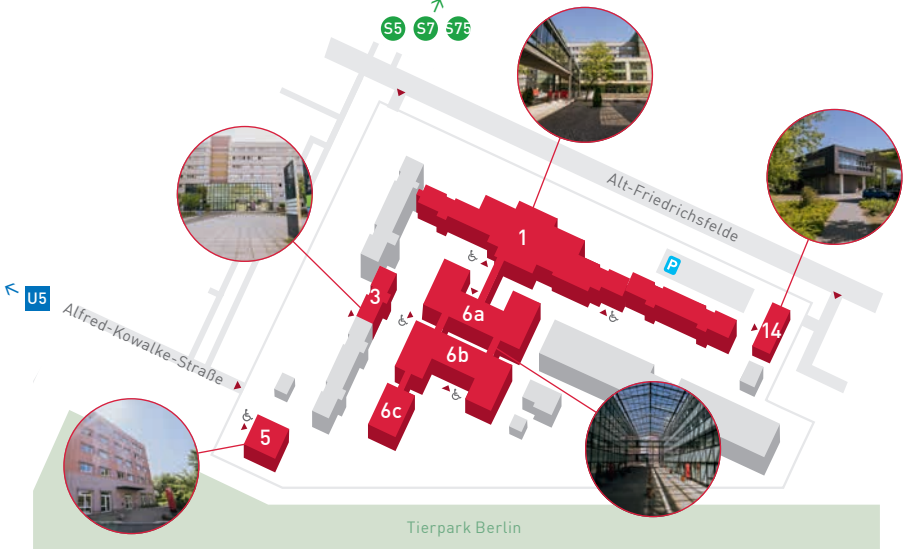 S5 S7 S75
Alt-Friedrichsfelde
1
P
U5
3
6a
14
Alfred-Kowalke-Straße
6b
6c
5
Tierpark Berlin